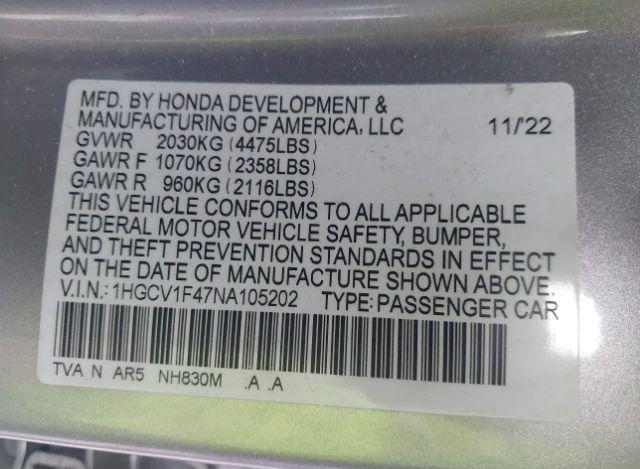 MFD. BY HONDA DEVELOPMENT &
MANUFACTURING OF AMERICA, LLC 11/'22
GVWR 2030KG (4475LBS)
GAWR F 1070KG (2358LBS)
GAWR R 960KG (2116LBS)
THIS VEHICLE CONFORMS TO ALL APPLICABLE
FEDERAL MOTOR VEHICLE SAFETY, BUMPER,
AND THEFT PREVENTION STANDARDS IN EFFECT
ON THE DATE OF MANUFACTURE SHOWN ABOVE.
V.I.N.: 1HGCV1F47NA105202 TYPE: PASSENGER CAR
TVA N AR5 NH830M .A .A